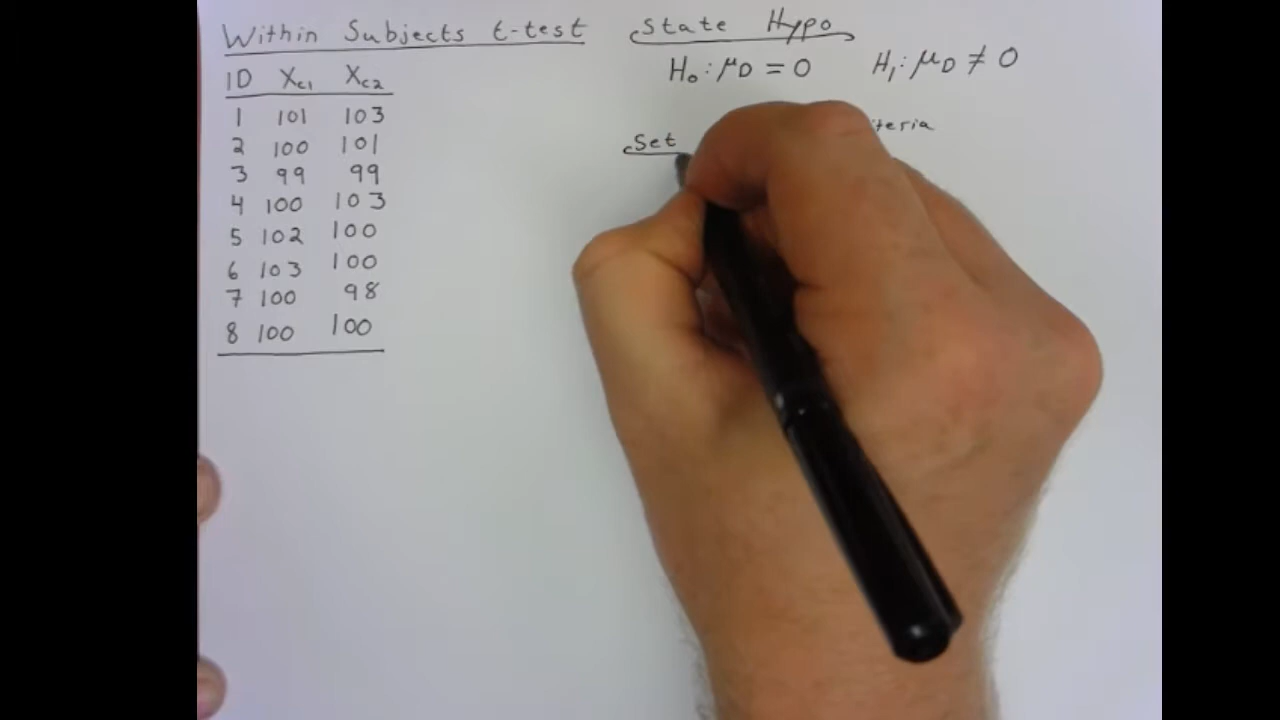 Within Subjects t-test
ID Xc1 Xc2
1 101 103
2 100 101
3 99 99
4 100 103
5 102 100
6 103 100
7 100 98
8 100 100
State Hypo
H₀: μD = 0 H₁: μD ≠ 0
Set